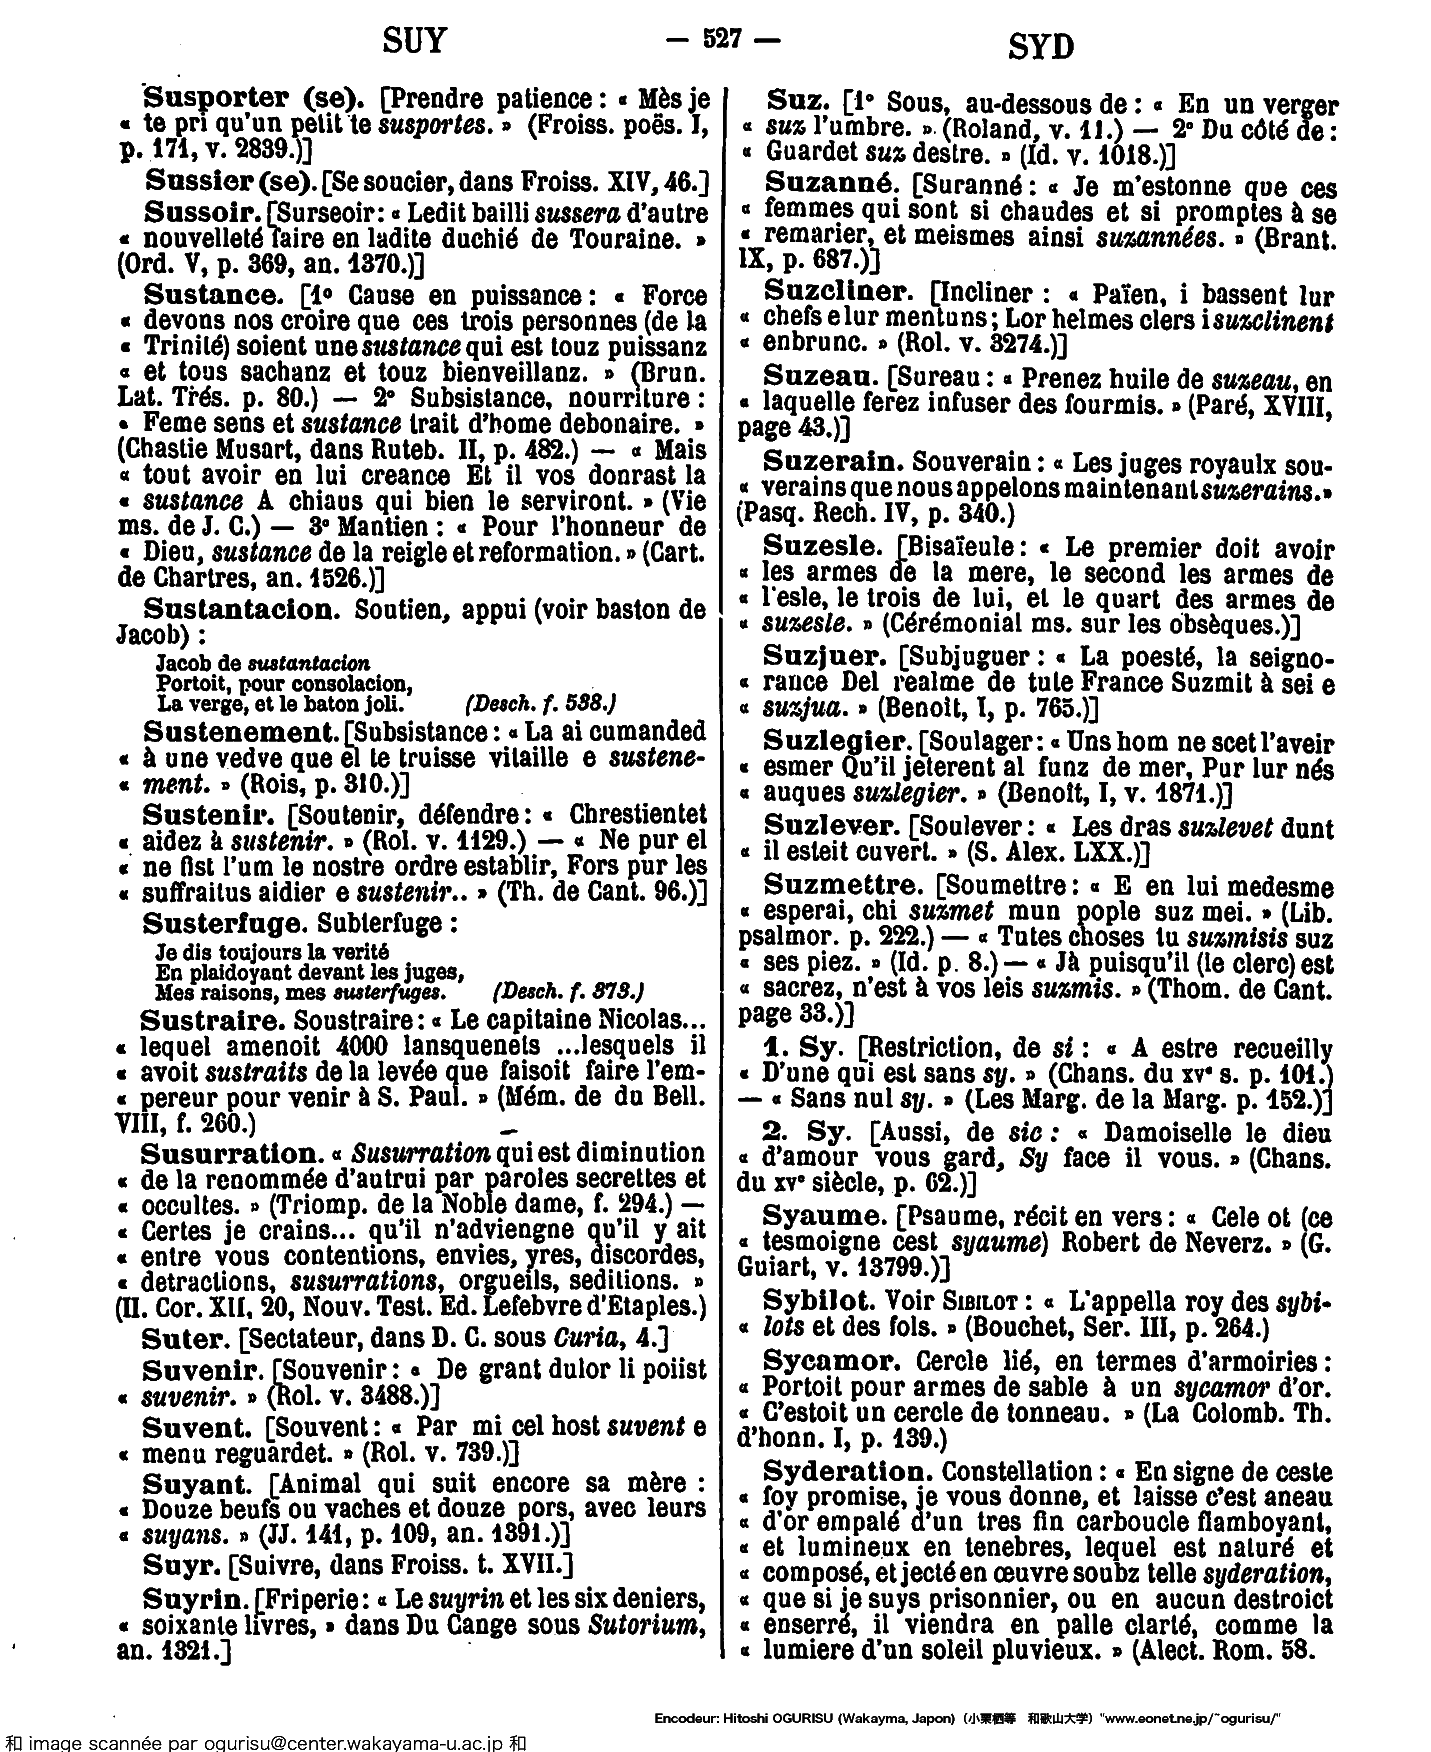 SUY — 527 — SYD
Susporter (se). [Prendre patience : « Mès je
« te pri qu'un petit te susportes. » (Froiss. poës. I,
p. 171, v. 2839.)]
Sussier (se). [Se soucier, dans Froiss. XIV, 46.]
Sussoir. [Surseoir : « Ledit bailli sussera d'autre
« nouvelleté faire en ladite duchié de Touraine. »
(Ord. V, p. 369, an. 1370.)]
Sustance. [1º Cause en puissance : « Force
« devons nos croire que ces trois personnes (de la
« Trinité) soient une sustance qui est touz puissanz
« et tous sachanz et touz bienveillanz. » (Brun.
Lat. Trés. p. 80.) — 2º Subsistance, nourriture :
« Feme sens et sustance trait d'home debonaire. »
(Chastie Musart, dans Ruteb. II, p. 482.) — « Mais
« tout avoir en lui creance Et il vos donrast la
« sustance A chiaus qui bien le serviront. » (Vie
ms. de J. C.) — 3º Mantien : « Pour l'honneur de
« Dieu, sustance de la reigle et reformation. » (Cart.
de Chartres, an. 1526.)]
Sustantacion. Soutien, appui (voir baston de
Jacob) :
Jacob de sustantacion
Portoit, pour consolacion,
La verge, et le baton joli. (Desch. f. 538.)
Sustenement. [Subsistance : « La ai cumanded
« à une vedve que el te truisse vitaille e sustene-
« ment. » (Rois, p. 310.)]
Sustenir. [Soutenir, défendre : « Chrestientet
« aidez à sustenir. » (Rol. v. 1129.) — « Ne pur el
« ne fist l'um le nostre ordre establir, Fors pur les
« suffraitus aidier e sustenir.. » (Th. de Cant. 96.)]
Susterfuge. Subterfuge :
Je dis toujours la verité
En plaidoyant devant les juges,
Mes raisons, mes susterfuges. (Desch. f. 373.)
Sustraire. Soustraire : « Le capitaine Nicolas...
« lequel amenoit 4000 lansquenets ...lesquels il
« avoit sustraits de la levée que faisoit faire l'em-
« pereur pour venir à S. Paul. » (Mém. de du Bell.
VIII, f. 260.)
Susurration. « Susurration qui est diminution
« de la renommée d'autrui par paroles secrettes et
« occultes. » (Triomp. de la Noble dame, f. 294.) —
« Certes je crains... qu'il n'adviengne qu'il y ait
« entre vous contentions, envies, yres, discordes,
« detractions, susurrations, orgueils, seditions. »
(II. Cor. XII, 20, Nouv. Test. Ed. Lefebvre d'Etaples.)
Suter. [Sectateur, dans D. C. sous Curia, 4.]
Suvenir. [Souvenir : « De grant dulor li poiist
« suvenir. » (Rol. v. 3488.)]
Suvent. [Souvent : « Par mi cel host suvent e
« menu reguardet. » (Rol. v. 739.)]
Suyant. [Animal qui suit encore sa mère :
« Douze beufs ou vaches et douze pors, avec leurs
« suyans. » (JJ. 141, p. 109, an. 1391.)]
Suyr. [Suivre, dans Froiss. t. XVII.]
Suyrin. [Friperie : « Le suyrin et les six deniers,
« soixante livres, » dans Du Cange sous Sutorium,
an. 1321.]
Suz. [1º Sous, au-dessous de : « En un verger
« suz l'umbre. » (Roland, v. 11.) — 2º Du côté de :
« Guardet suz destre. » (Id. v. 1018.)]
Suzanné. [Suranné : « Je m'estonne que ces
« femmes qui sont si chaudes et si promptes à se
« remarier, et meismes ainsi suzannées. » (Brant.
IX, p. 687.)]
Suzcliner. [Incliner : « Païen, i bassent lur
« chefs e lur mentuns ; Lor helmes clers i suzclinent
« enbrunc. » (Rol. v. 3274.)]
Suzeau. [Sureau : « Prenez huile de suzeau, en
« laquelle ferez infuser des fourmis. » (Paré, XVIII,
page 43.)]
Suzerain. Souverain : « Les juges royaulx sou-
« verains que nous appelons maintenant suzerains. »
(Pasq. Rech. IV, p. 340.)
Suzesle. [Bisaïeule : « Le premier doit avoir
« les armes de la mere, le second les armes de
« l'esle, le trois de lui, et le quart des armes de
« suzesle. » (Cérémonial ms. sur les obsèques.)]
Suzjuer. [Subjuguer : « La poesté, la seigno-
« rance Del realme de tute France Suzmit à sei e
« suzjua. » (Benoit, I, p. 765.)]
Suzlegier. [Soulager : « Uns hom ne scet l'aveir
« esmer Qu'il jeterent al funz de mer, Pur lur nés
« auques suzlegier. » (Benoit, I, v. 1871.)]
Suzlever. [Soulever : « Les dras suzlevet dunt
« il esteit cuvert. » (S. Alex. LXX.)]
Suzmettre. [Soumettre : « E en lui medesme
« esperai, chi suzmet mun pople suz mei. » (Lib.
psalmor. p. 222.) — « Tutes choses tu suzmisis suz
« ses piez. » (Id. p. 8.) — « Jà puisqu'il (le clerc) est
« sacrez, n'est à vos leis suzmis. » (Thom. de Cant.
page 33.)]
1. Sy. [Restriction, de si : « A estre recueilly
« D'une qui est sans sy. » (Chans. du xvº s. p. 101.)
— « Sans nul sy. » (Les Marg. de la Marg. p. 152.)]
2. Sy. [Aussi, de sic : « Damoiselle le dieu
« d'amour vous gard, Sy face il vous. » (Chans.
du xvº siècle, p. 62.)]
Syaume. [Psaume, récit en vers : « Cele ot (ce
« tesmoigne cest syaume) Robert de Neverz. » (G.
Guiart, v. 13799.)]
Sybilot. Voir SIBILOT : « L'appella roy des sybi-
« lots et des fols. » (Bouchet, Ser. III, p. 264.)
Sycamor. Cercle lié, en termes d'armoiries :
« Portoit pour armes de sable à un sycamor d'or.
« C'estoit un cercle de tonneau. » (La Colomb. Th.
d'honn. I, p. 139.)
Syderation. Constellation : « En signe de ceste
« foy promise, je vous donne, et laisse c'est aneau
« d'or empalé d'un tres fin carboucle flamboyant,
« et lumineux en tenebres, lequel est naturé et
« composé, et jecté en œuvre soubz telle syderation,
« que si je suys prisonnier, ou en aucun destroict
« enserré, il viendra en palle clarté, comme la
« lumiere d'un soleil pluvieux. » (Alect. Rom. 58.
Encodeur: Hitoshi OGURISU (Wakayma, Japon) (小栗栖等 和歌山大学) "www.eonet.ne.jp/~ogurisu/"
和 image scannée par ogurisu@center.wakayama-u.ac.jp 和